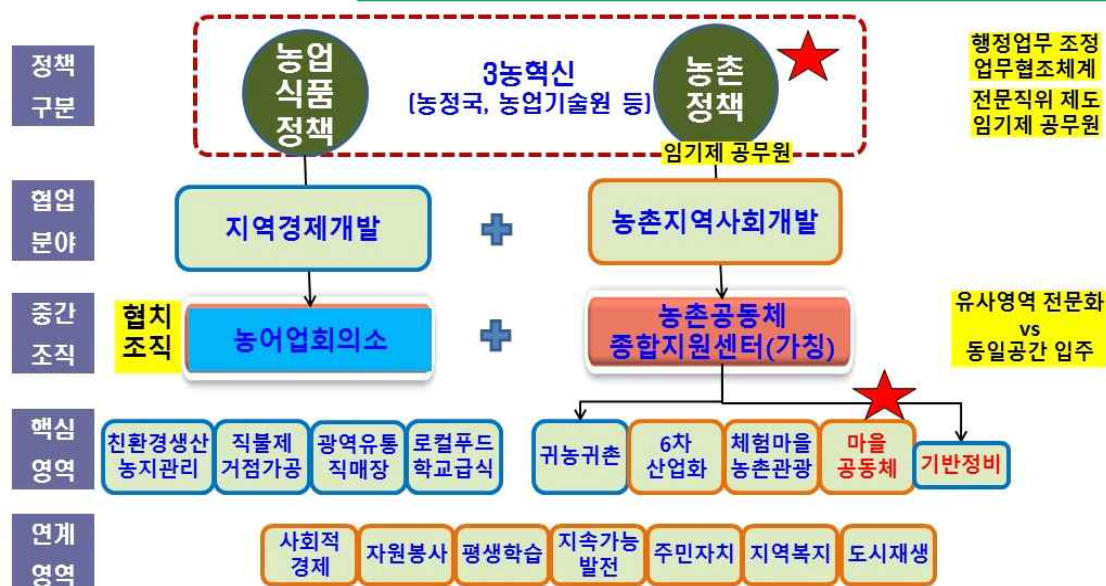 정책
구분
농업
식품
정책
3농혁신
(농정국, 농업기술원 등)
농촌
정책
임기제 공무원
행정업무 조정
업무협조체계
전문직위 제도
임기제 공무원
협업
분야
지역경제개발
농촌지역사회개발
중간
조직
협치
조직
농어업회의소
농촌공동체
종합지원센터(가칭)
유사영역 전문화
vs
동일공간 입주
핵심
영역
친환경생산
농지관리
직불제
거점가공
광역유통
직매장
로컬푸드
학교급식
귀농귀촌
6차
산업화
체험마을
농촌관광
마을
공동체
기반정비
연계
영역
사회적
경제
자원봉사
평생학습
지속가능
발전
주민자치
지역복지
도시재생